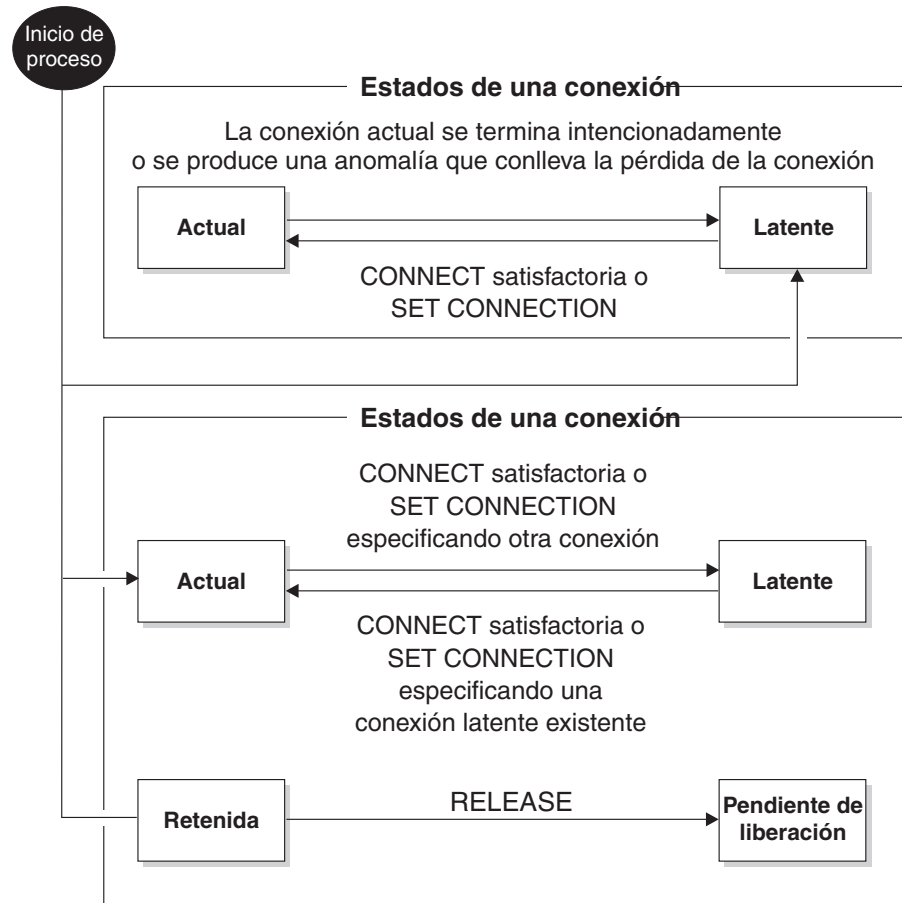 Inicio de
proceso
Estados de una conexión
La conexión actual se termina intencionadamente
o se produce una anomalía que conlleva la pérdida de la conexión
Actual
Latente
CONNECT satisfactoria o
SET CONNECTION
Estados de una conexión
CONNECT satisfactoria o
SET CONNECTION
especificando otra conexión
Actual
Latente
CONNECT satisfactoria o
SET CONNECTION
especificando una
conexión latente existente
Retenida
RELEASE
Pendiente de
liberación